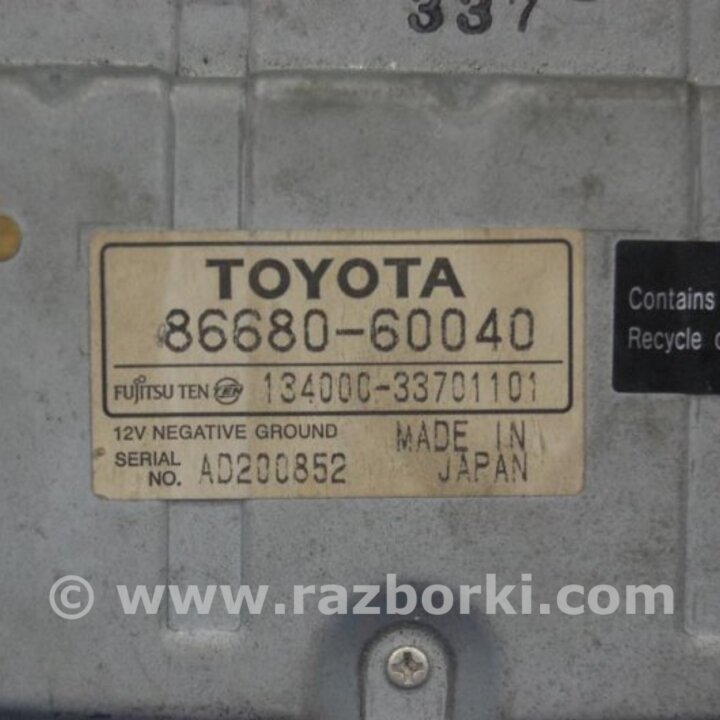 337
TOYOTA
86680-60040
FUJITSU TEN TEN 134000-33701101
12V NEGATIVE GROUND
MADE IN JAPAN
SERIAL NO. AD200852
Contains
Recycle
© www.razborki.com